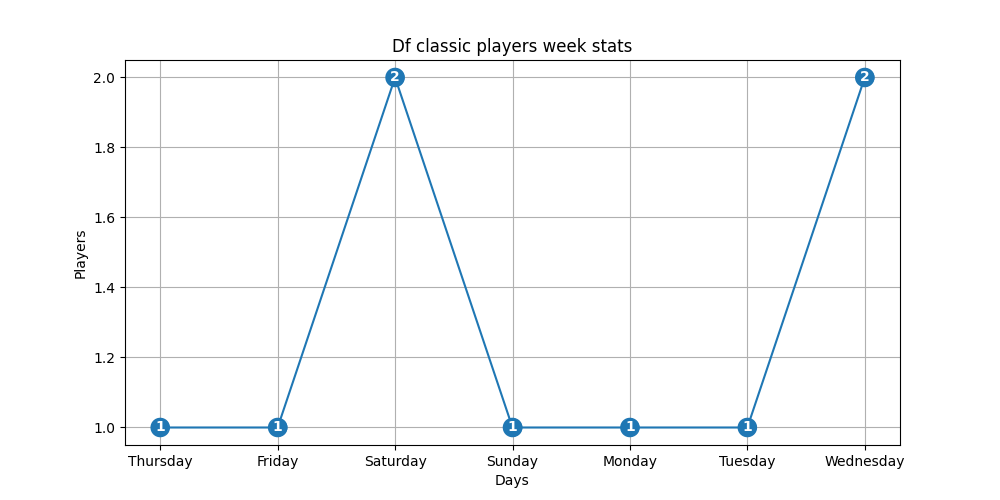 Df classic players week stats
2.0
1.8
1.6
1.4
1.2
1.0
Players
1 1 2 1 1 1 2
Thursday Friday Saturday Sunday Monday Tuesday Wednesday
Days